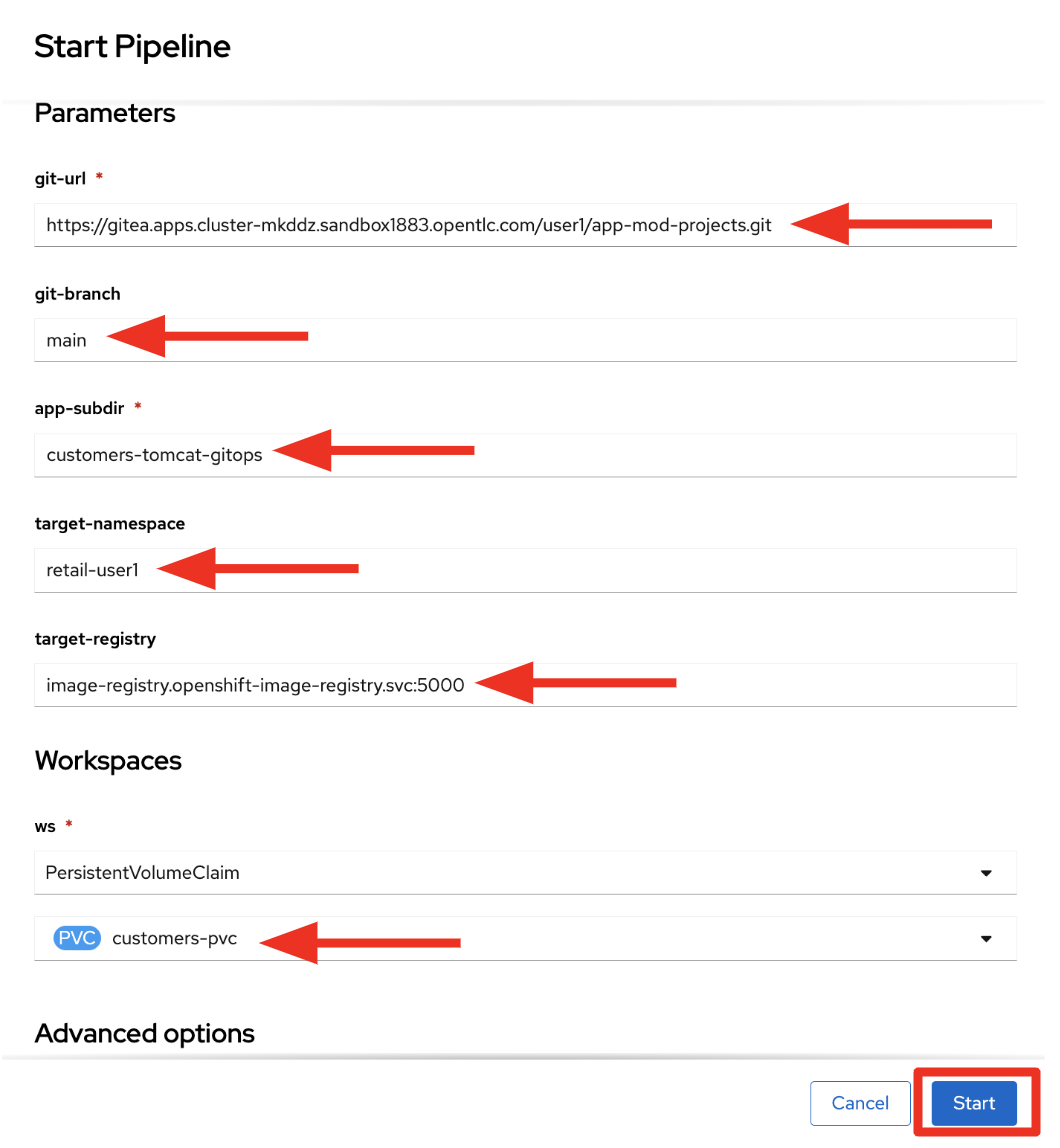 Start Pipeline
Parameters
git-url *
https://gitea.apps.cluster-mkddz.sandbox1883.opentlc.com/user1/app-mod-projects.git
git-branch
main
app-subdir *
customers-tomcat-gitops
target-namespace
retail-user1
target-registry
image-registry.openshift-image-registry.svc:5000
Workspaces
ws *
PersistentVolumeClaim
PVC customers-pvc
Advanced options
Cancel Start